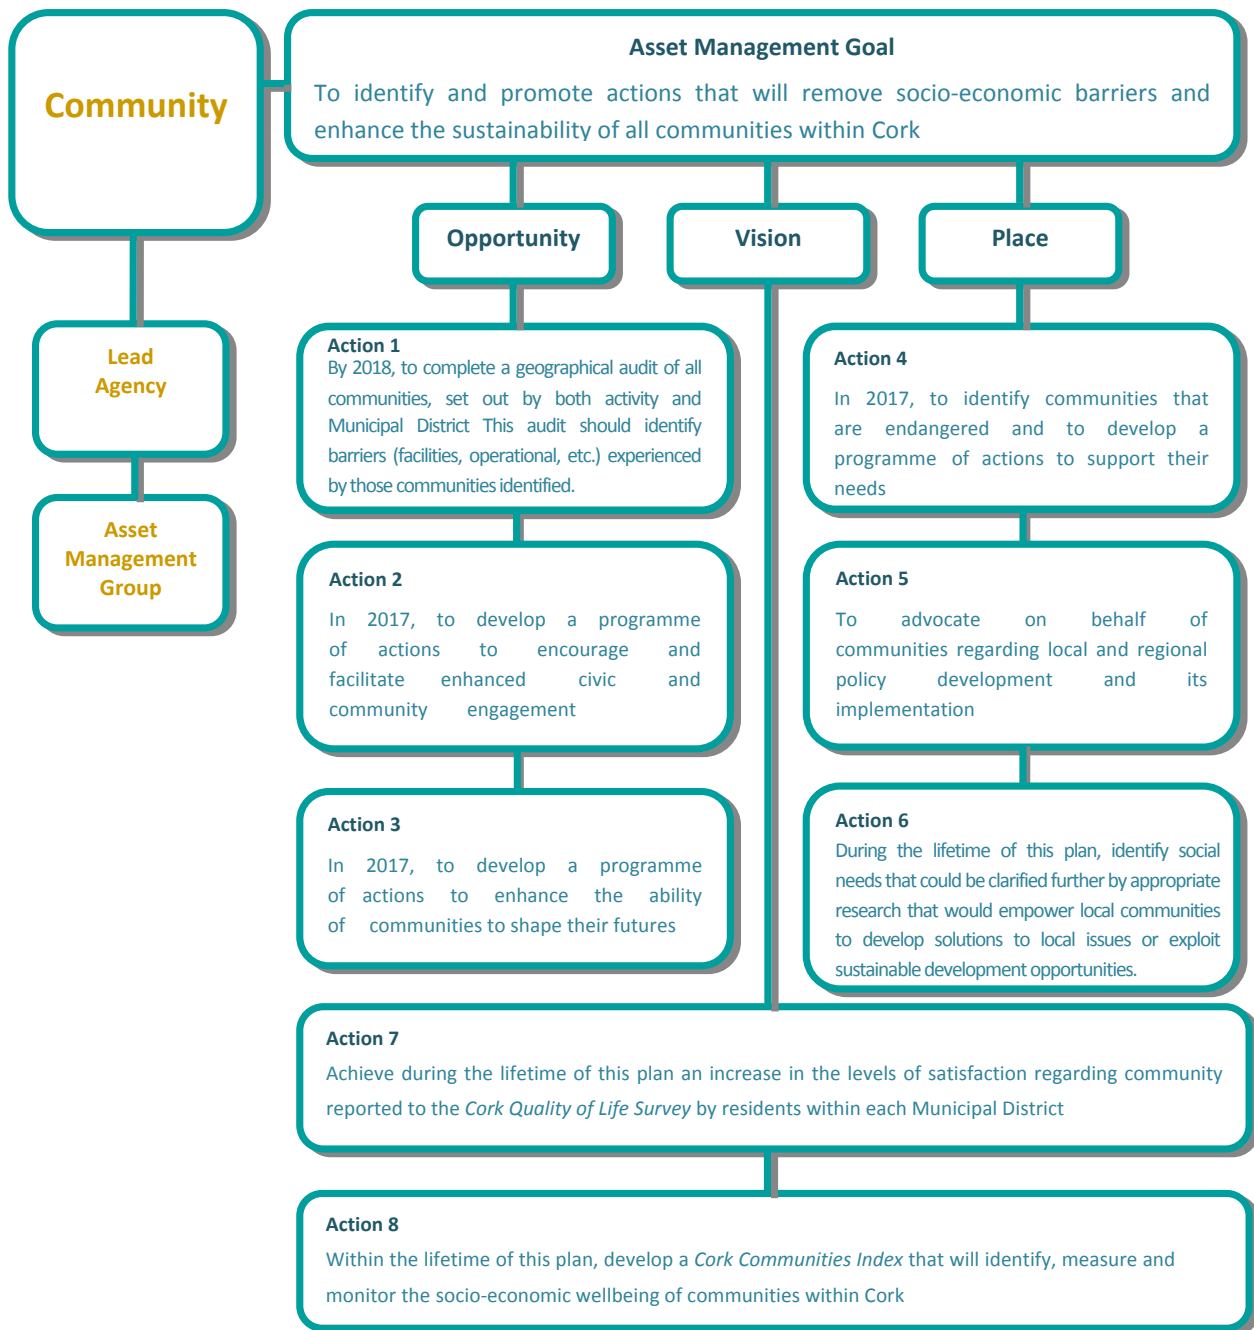 Community
Asset Management Goal
To identify and promote actions that will remove socio-economic barriers and
enhance the sustainability of all communities within Cork
Opportunity
Vision
Place
Lead
Agency
Asset
Management
Group
Action 1
By 2018, to complete a geographical audit of all
communities, set out by both activity and
Municipal District This audit should identify
barriers (facilities, operational, etc.) experienced
by those communities identified.
Action 2
In 2017, to develop a programme
of actions to encourage and
facilitate enhanced civic and
community engagement
Action 3
In 2017, to develop a programme
of actions to enhance the ability
of communities to shape their futures
Action 4
In 2017, to identify communities that
are endangered and to develop a
programme of actions to support their
needs
Action 5
To advocate on behalf of
communities regarding local and regional
policy development and its
implementation
Action 6
During the lifetime of this plan, identify social
needs that could be clarified further by appropriate
research that would empower local communities
to develop solutions to local issues or exploit
sustainable development opportunities.
Action 7
Achieve during the lifetime of this plan an increase in the levels of satisfaction regarding community
reported to the Cork Quality of Life Survey by residents within each Municipal District
Action 8
Within the lifetime of this plan, develop a Cork Communities Index that will identify, measure and
monitor the socio-economic wellbeing of communities within Cork